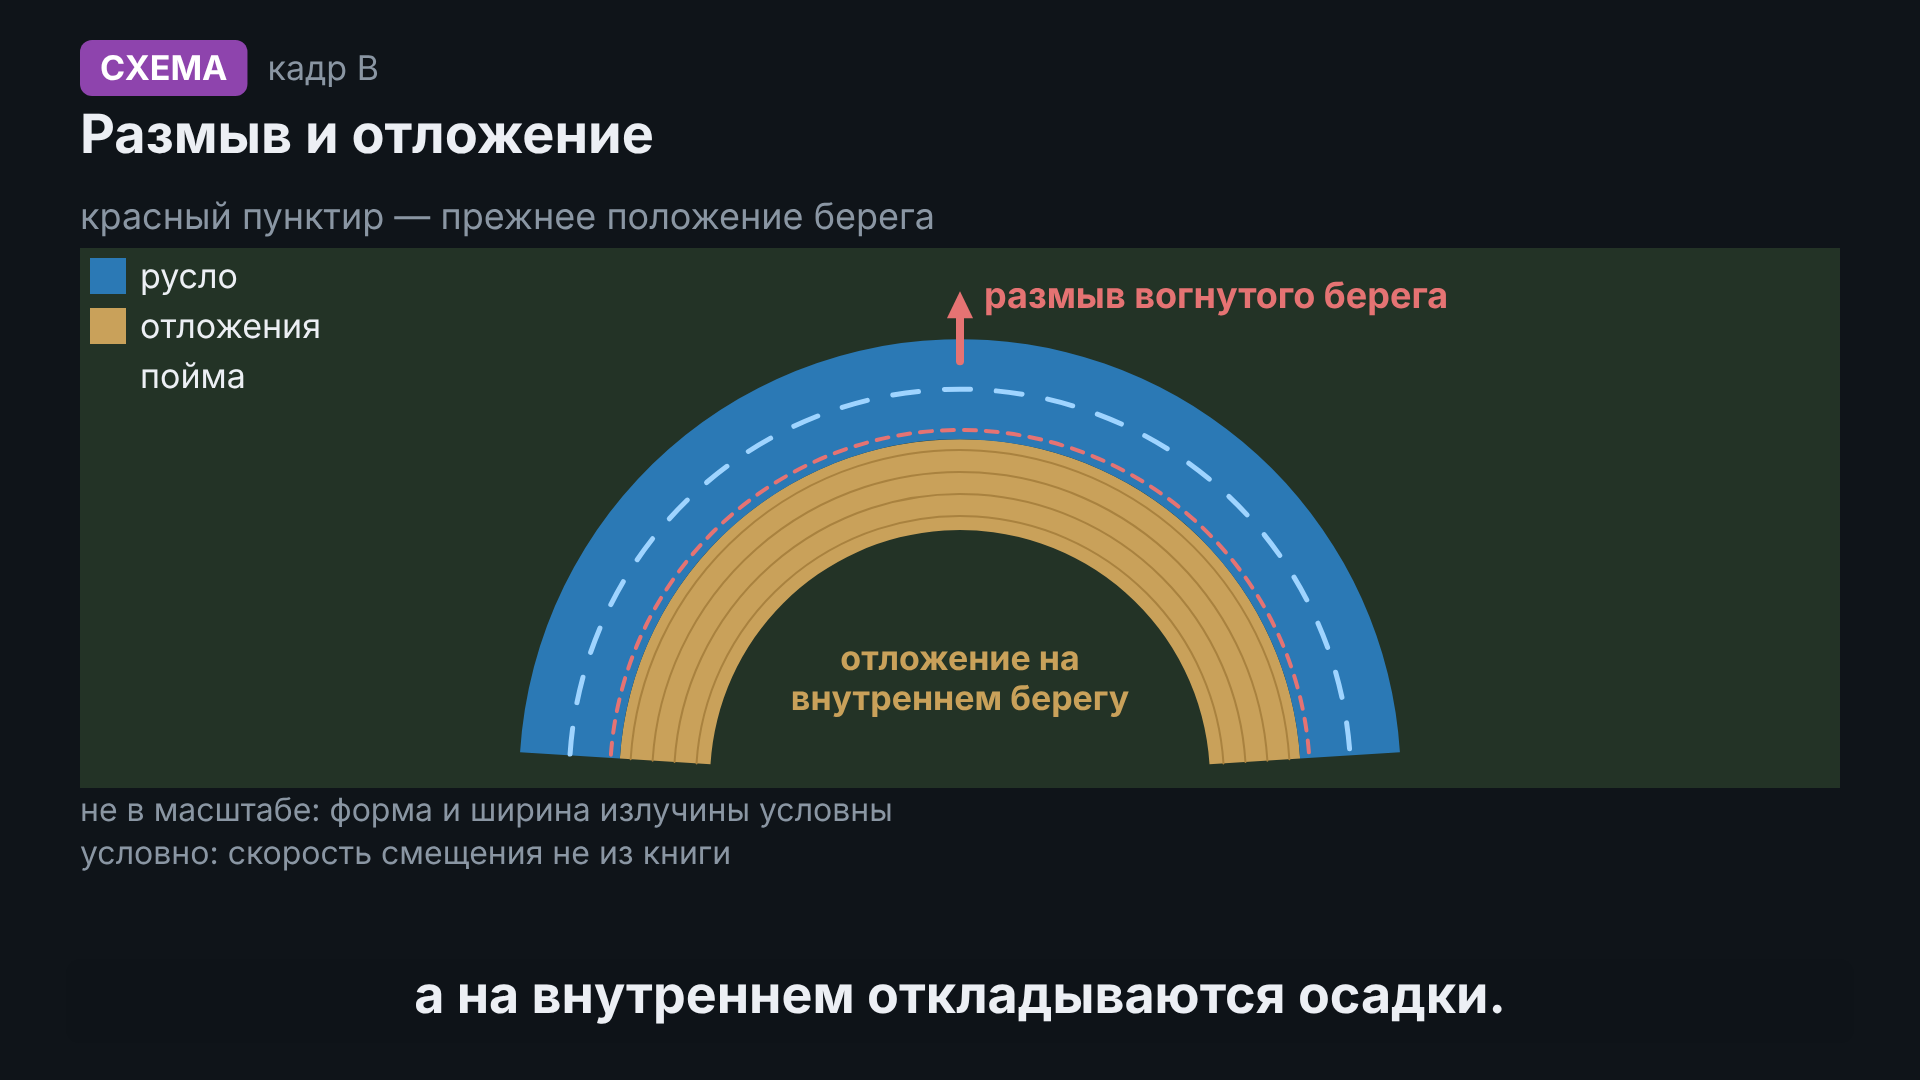 СХЕМА кадр B
Размыв и отложение
красный пунктир — прежнее положение берега
русло
отложения
пойма
размыв вогнутого берега
отложение на
внутреннем берегу
не в масштабе: форма и ширина излучины условны
условно: скорость смещения не из книги
а на внутреннем откладываются осадки.